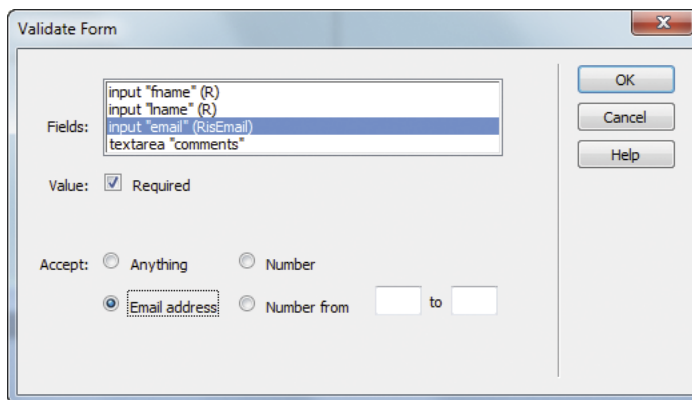 Validate Form
Fields:
input "fname" (R)
input "lname" (R)
input "email" (RisEmail)
textarea "comments"
Value: Required
Accept: Anything Number
Email address Number from to
OK
Cancel
Help